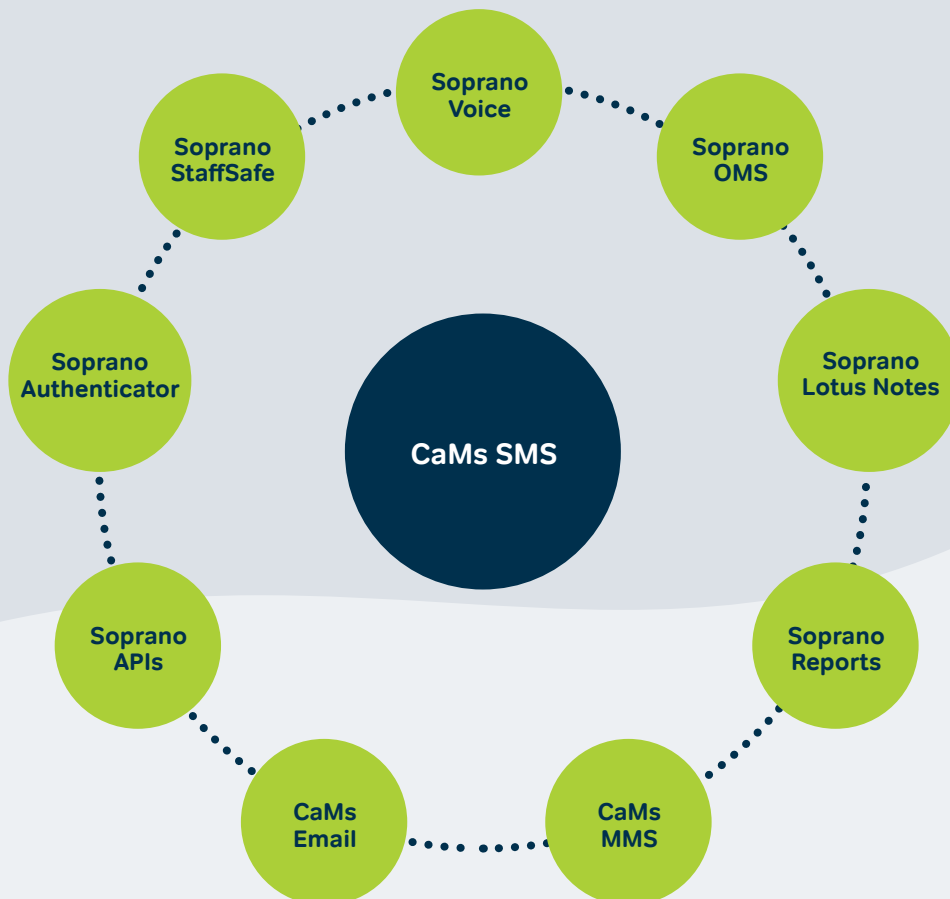 Soprano
Voice
Soprano
StaffSafe
Soprano
OMS
Soprano
Authenticator
Soprano
Lotus Notes
CaMs SMS
Soprano
APIs
Soprano
Reports
CaMs
Email
CaMs
MMS